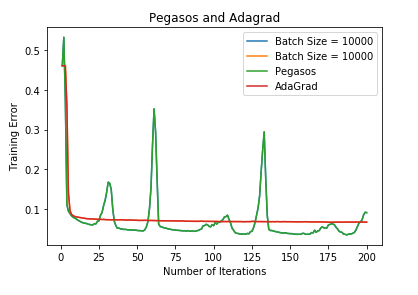 Pegasos and Adagrad
Batch Size = 10000
Batch Size = 10000
Pegasos
AdaGrad
Training Error
0.5
0.4
0.3
0.2
0.1
0 25 50 75 100 125 150 175 200
Number of Iterations